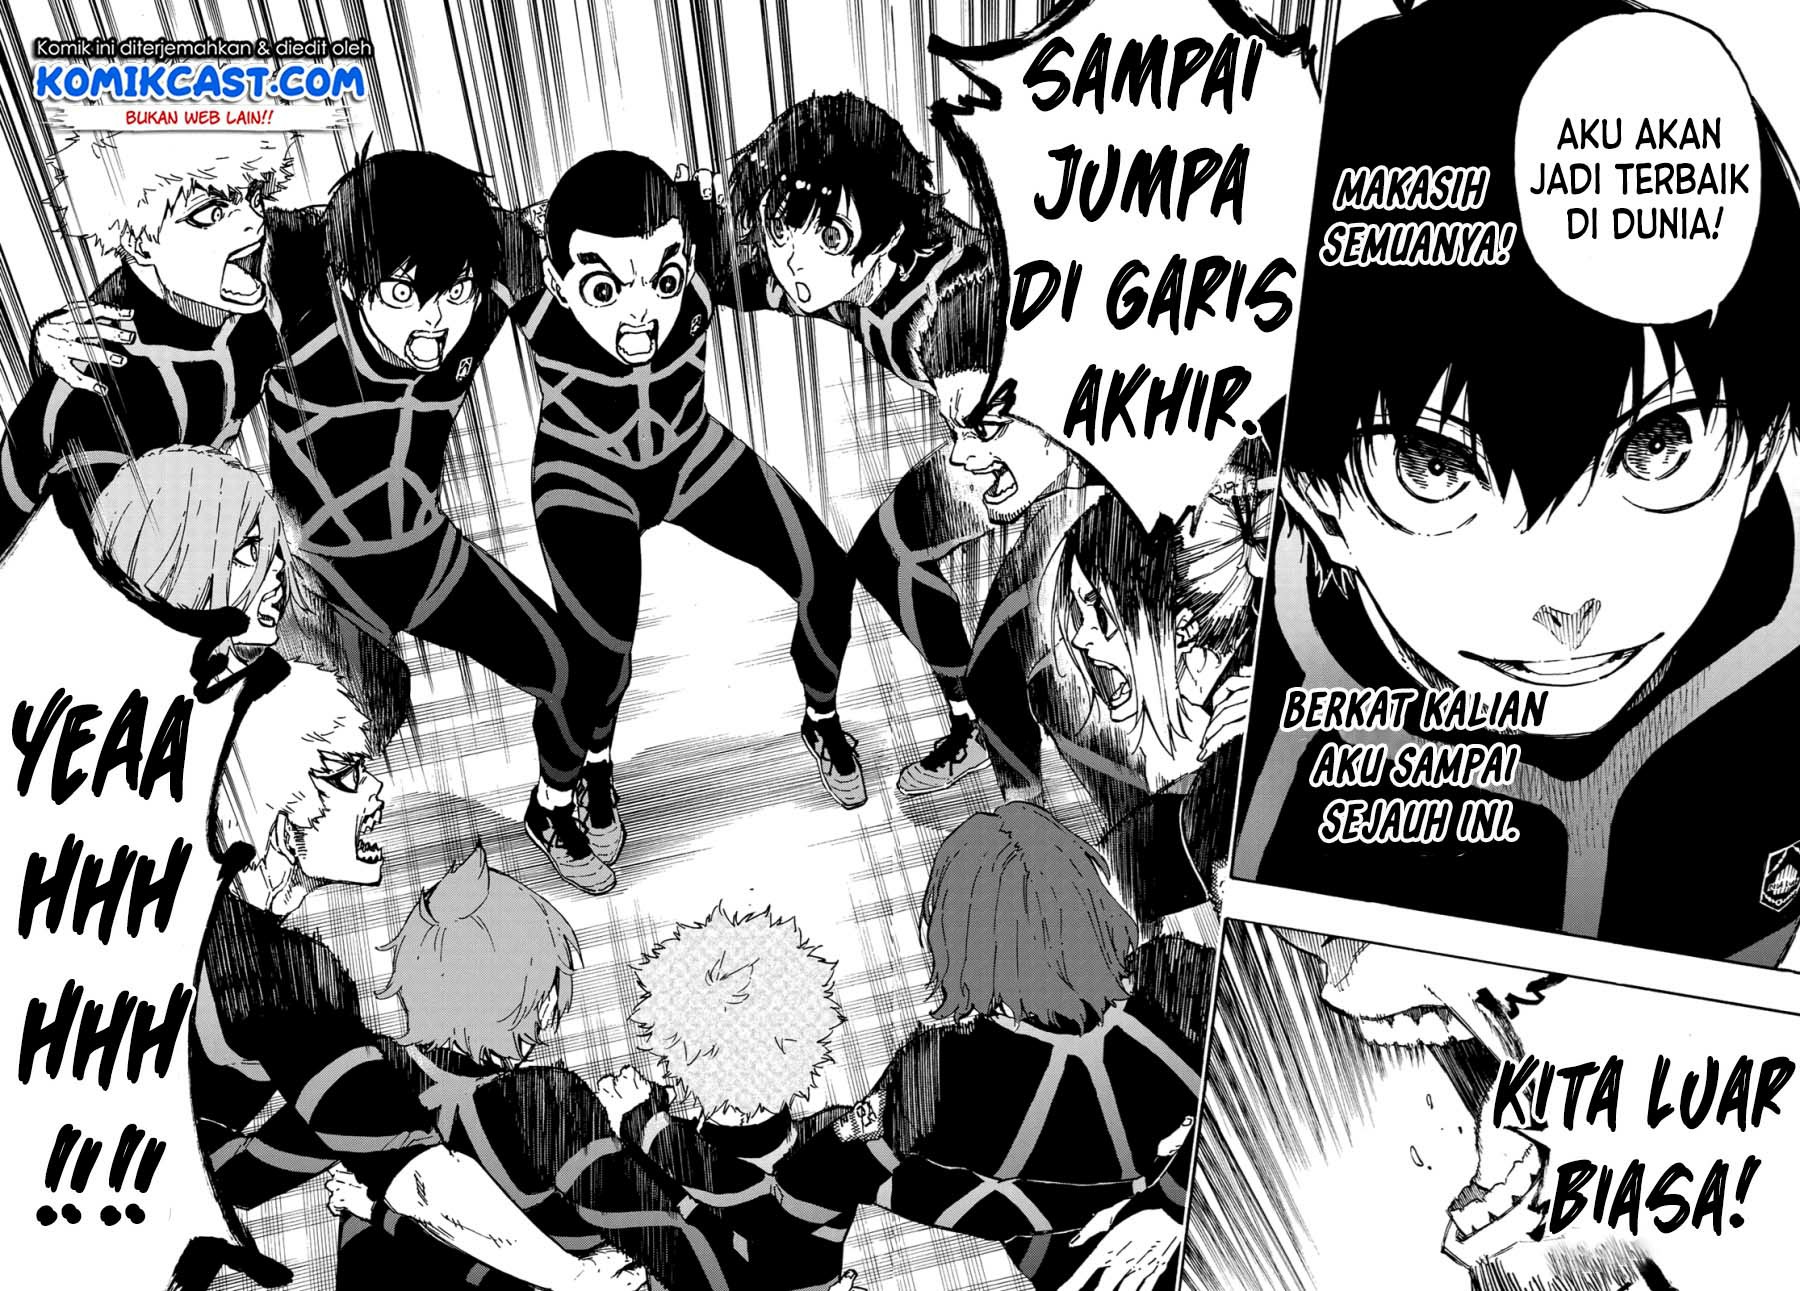 Komik ini diterjemahkan & diedit oleh
KOMIKCAST.COM
BUKAN WEB LAIN!!
AKU AKAN
JADI TERBAIK
DI DUNIA!
MAKASIH
SEMUANYA!
BERKAT KALIAN
AKU SAMPAI
SEJAUH INI.
KITA LUAR
BIASA!
SAMPAI
JUMPA
DI GARIS
AKHIR.
YEAA
HHH
HHH
!!!!